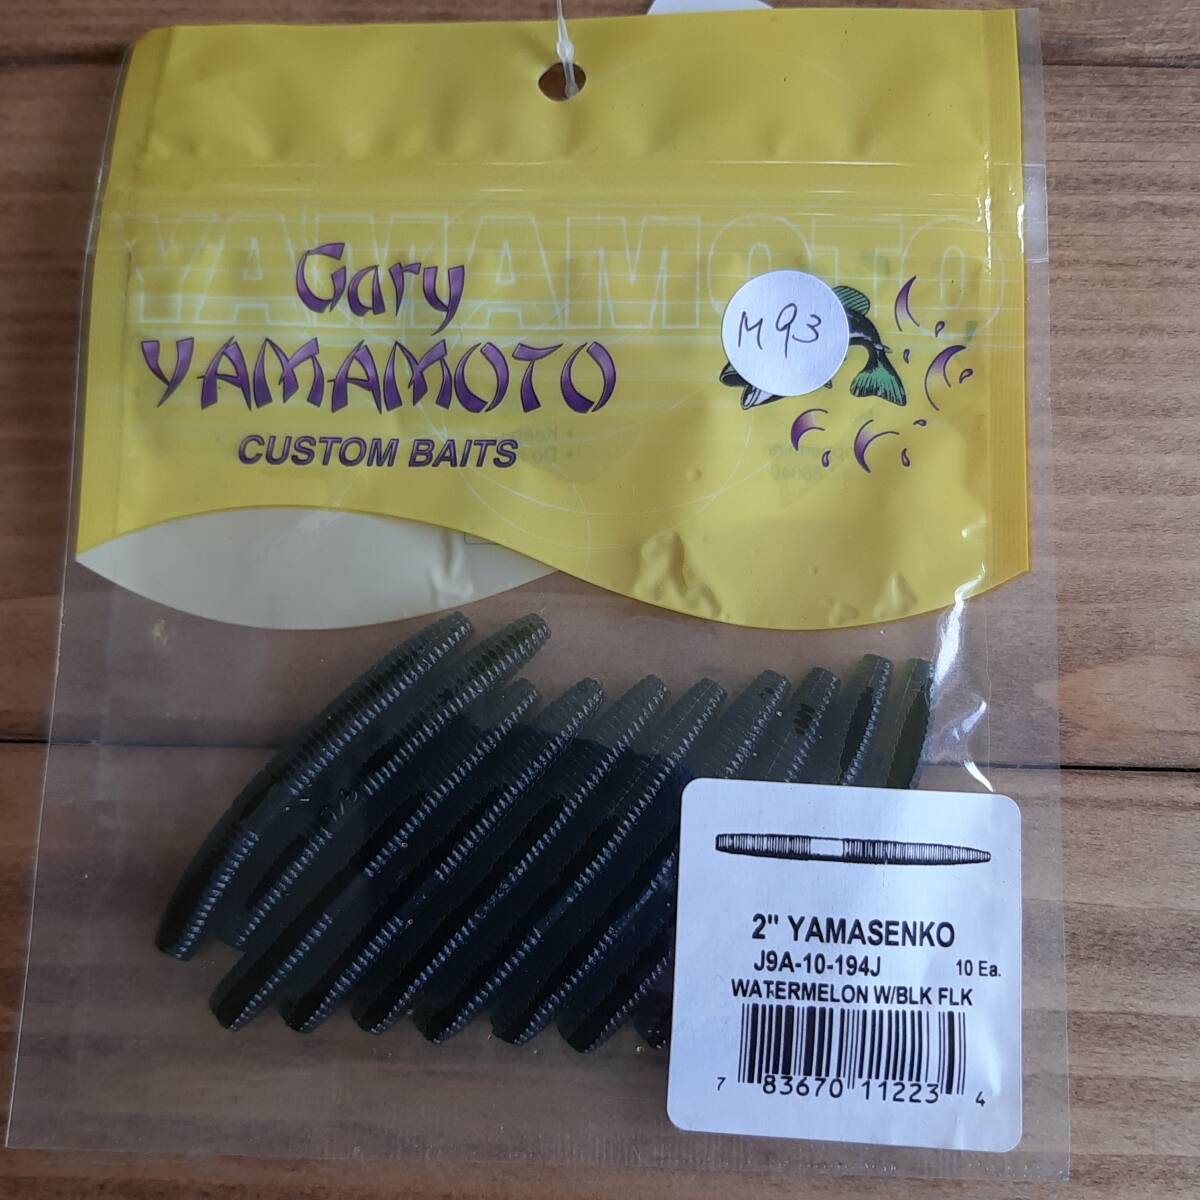 YAMAMOTO
Gary
YAMAMOTO
CUSTOM BAITS
M93
2" YAMASENKO
J9A-10-194J 10 Ea.
WATERMELON W/BLK FLK
7 83670 11223 4